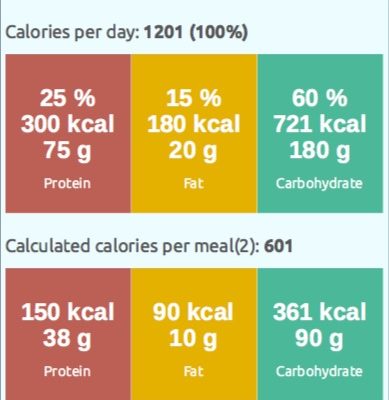 Calories per day: 1201 (100%)
25 % 15 % 60 %
300 kcal 180 kcal 721 kcal
75 g 20 g 180 g
Protein Fat Carbohydrate
Calculated calories per meal(2): 601
150 kcal 90 kcal 361 kcal
38 g 10 g 90 g
Protein Fat Carbohydrate